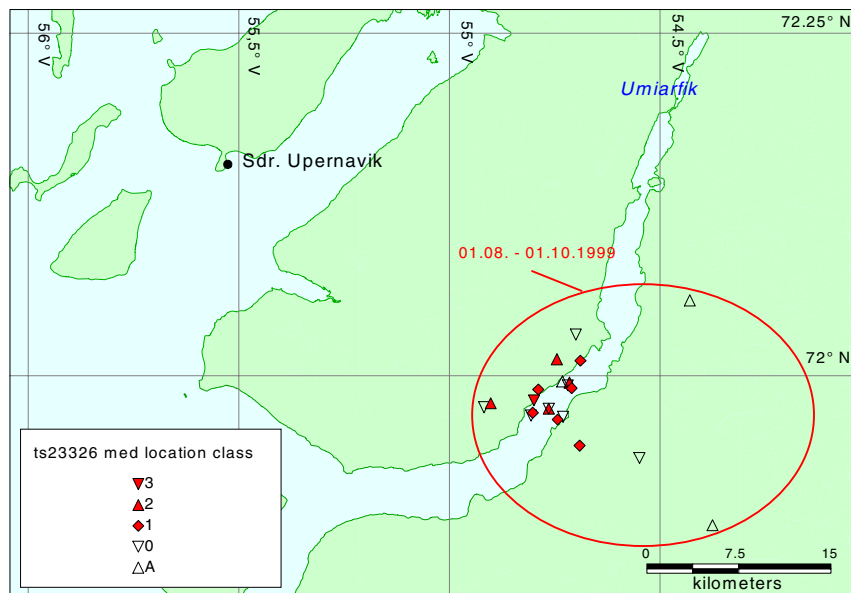 56° V
55,5° V
55° V
54.5° V
72.25° N
Umiarfik
Sdr. Upernavik
01.08. - 01.10.1999
72° N
ts23326 med location class
3
2
1
0
A
0 7.5 15
kilometers